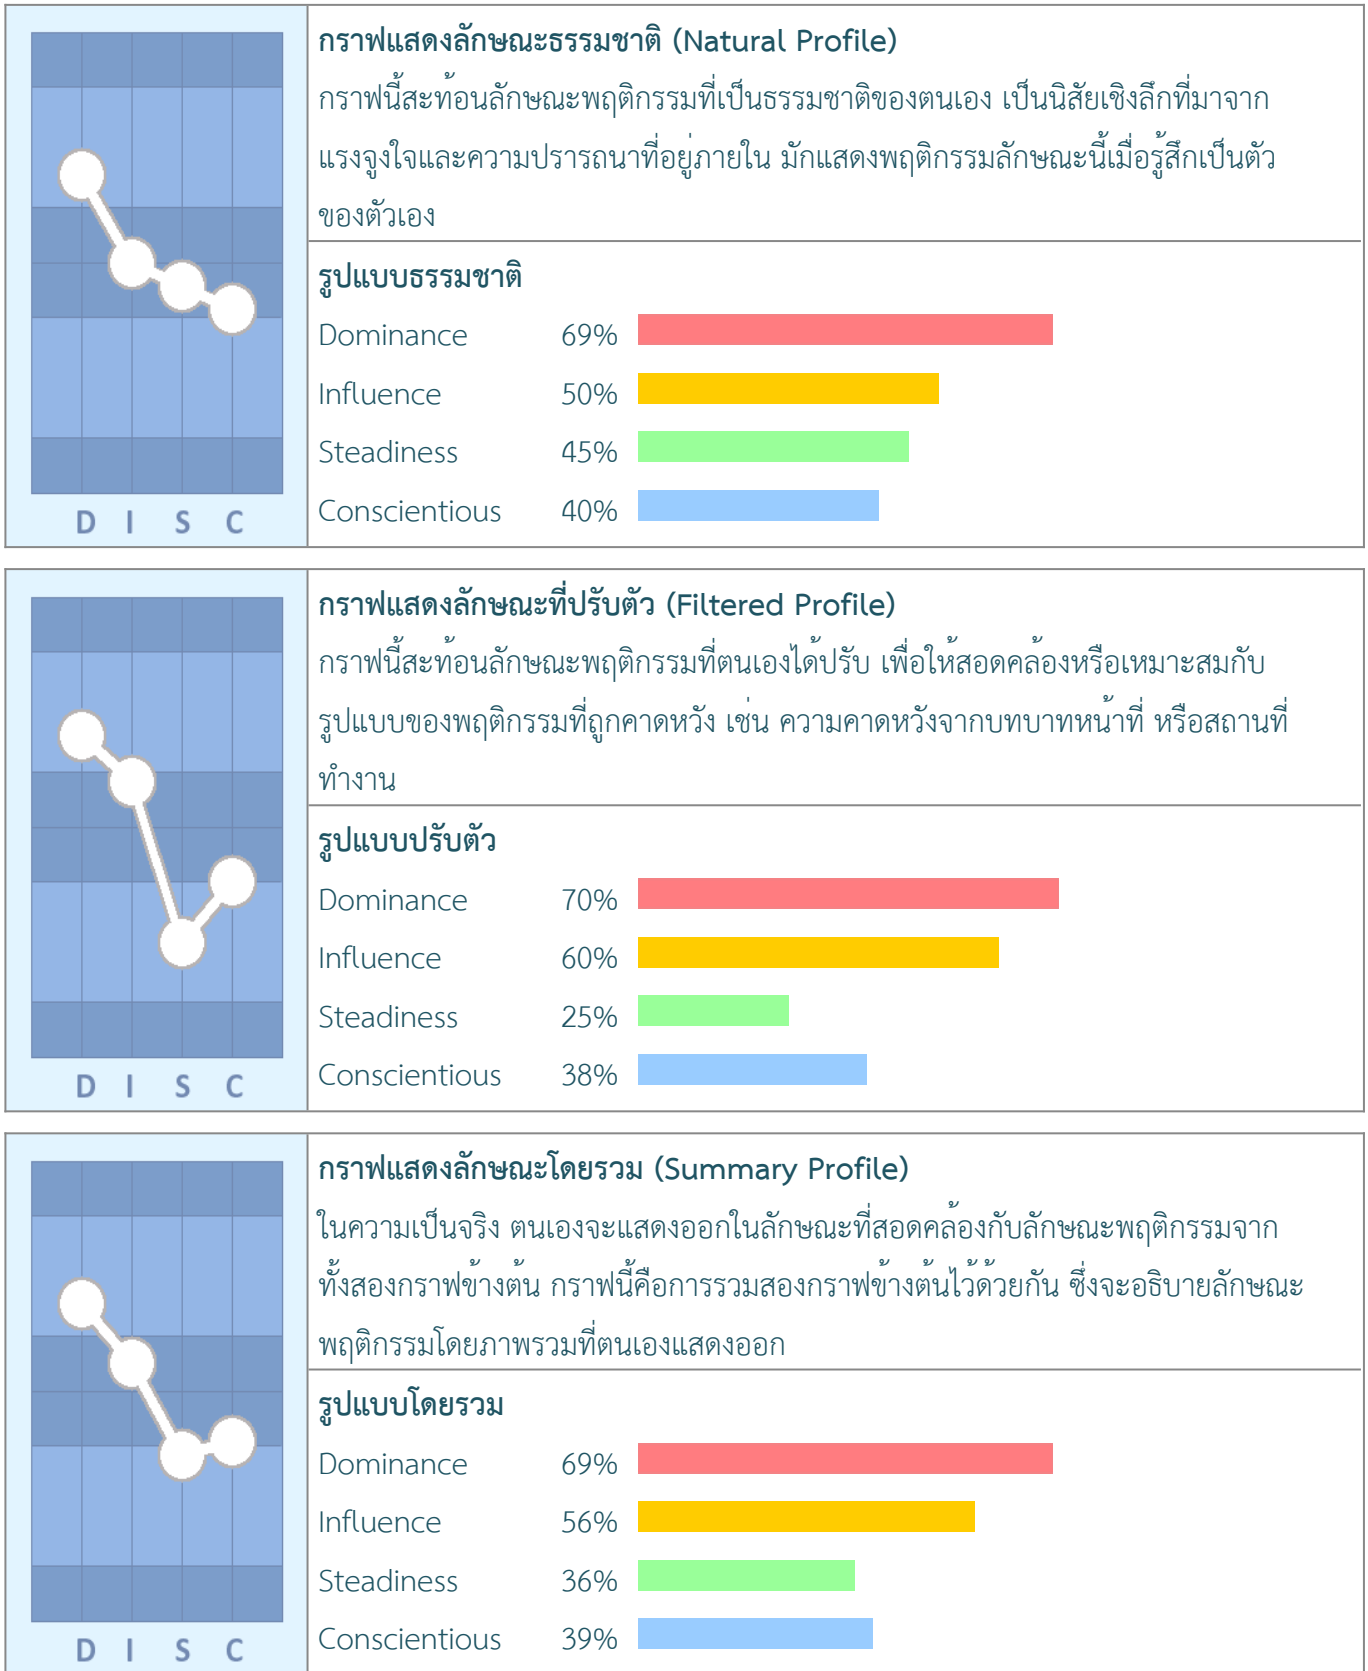 กราฟแสดงลักษณะธรรมชาติ (Natural Profile)
กราฟนี้สะท้อนลักษณะพฤติกรรมที่เป็นธรรมชาติของตนเอง เป็นนิสัยเชิงลึกที่มาจาก
แรงจูงใจและความปรารถนาที่อยู่ภายใน มักแสดงพฤติกรรมลักษณะนี้เมื่อรู้สึกเป็นตัว
ของตัวเอง
รูปแบบธรรมชาติ
Dominance 69%
Influence 50%
Steadiness 45%
Conscientious 40%
D I S C
กราฟแสดงลักษณะที่ปรับตัว (Filtered Profile)
กราฟนี้สะท้อนลักษณะพฤติกรรมที่ตนเองได้ปรับ เพื่อให้สอดคล้องหรือเหมาะสมกับ
รูปแบบของพฤติกรรมที่ถูกคาดหวัง เช่น ความคาดหวังจากบทบาทหน้าที่ หรือสถานที่
ทำงาน
รูปแบบปรับตัว
Dominance 70%
Influence 60%
Steadiness 25%
Conscientious 38%
D I S C
กราฟแสดงลักษณะโดยรวม (Summary Profile)
ในความเป็นจริง ตนเองจะแสดงออกในลักษณะที่สอดคล้องกับลักษณะพฤติกรรมจาก
ทั้งสองกราฟข้างต้น กราฟนี้คือการรวมสองกราฟข้างต้นไว้ด้วยกัน ซึ่งจะอธิบายลักษณะ
พฤติกรรมโดยภาพรวมที่ตนเองแสดงออก
รูปแบบโดยรวม
Dominance 69%
Influence 56%
Steadiness 36%
Conscientious 39%
D I S C